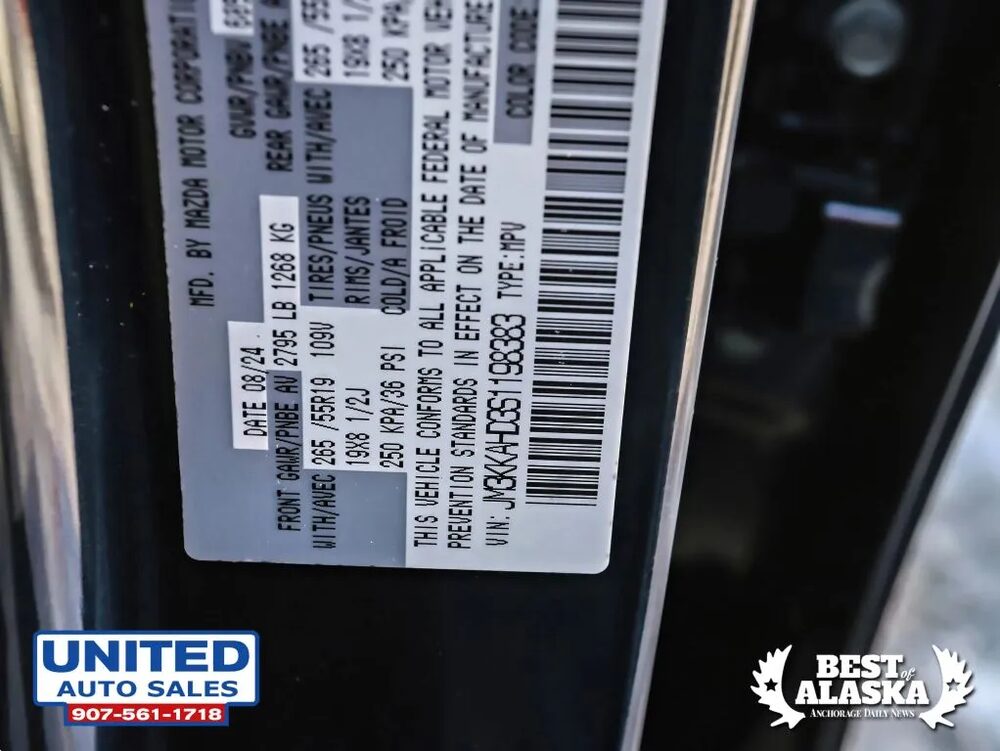 MFD. BY MAZDA MOTOR CORPORATION
DATE 08/24
GVWR/PNBV
FRONT GAWR/PNBE AV 2795 LB 1268 KG
REAR GAWR/PNBE
WITH/AVEC 265 /55R19 109V TIRES/PNEUS WITH/AVEC 265 /55
19X8 1/2J RIMS/JANTES 19X8 1/
250 KPA/36 PSI COLD/A FROID 250 KPA/
THIS VEHICLE CONFORMS TO ALL APPLICABLE FEDERAL MOTOR
PREVENTION STANDARDS IN EFFECT ON THE DATE OF MANUFACTURE
VIN: JM3KKAHD3S1198383 TYPE:MPV
COLOR CODE
UNITED
AUTO SALES
907-561-1718
BEST of
ALASKA
ANCHORAGE DAILY NEWS